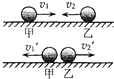 v₁ v₂
甲 乙
v₁′ v₂′
甲 乙